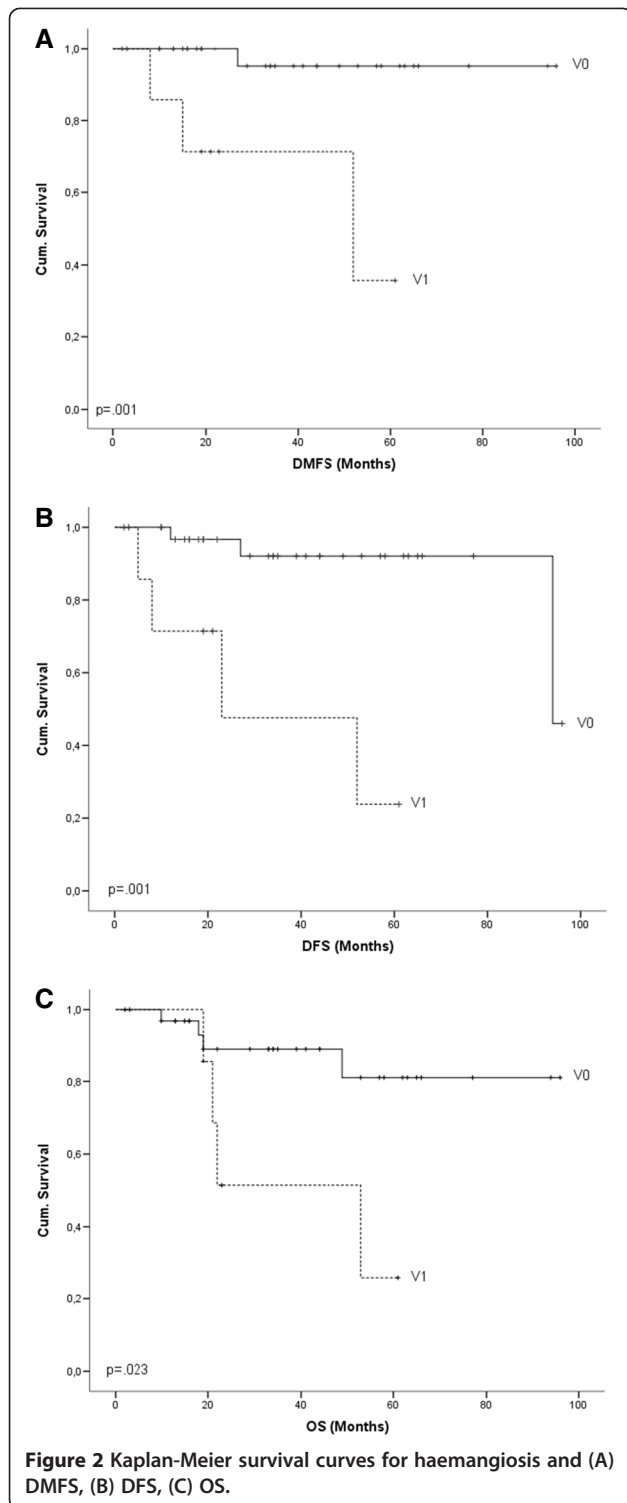 A
1,0
V0
0,8
0,6
Cum. Survival
0,4
V1
0,2
0,0
p=.001
0 20 40 60 80 100
DMFS (Months)
B
1,0
0,8
0,6
Cum. Survival
V0
0,4
V1
0,2
0,0
p=.001
0 20 40 60 80 100
DFS (Months)
C
1,0
V0
0,8
0,6
Cum. Survival
0,4
V1
0,2
0,0
p=.023
0 20 40 60 80 100
OS (Months)
Figure 2 Kaplan-Meier survival curves for haemangiosis and (A)
DMFS, (B) DFS, (C) OS.